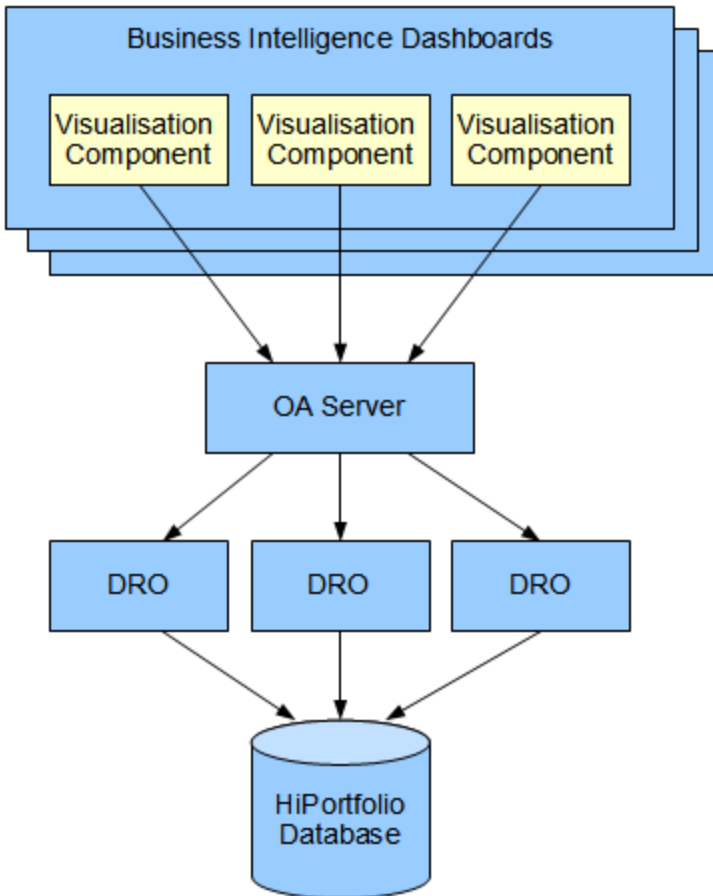 Business Intelligence Dashboards
Visualisation
Component
Visualisation
Component
Visualisation
Component
OA Server
DRO
DRO
DRO
HiPortfolio
Database